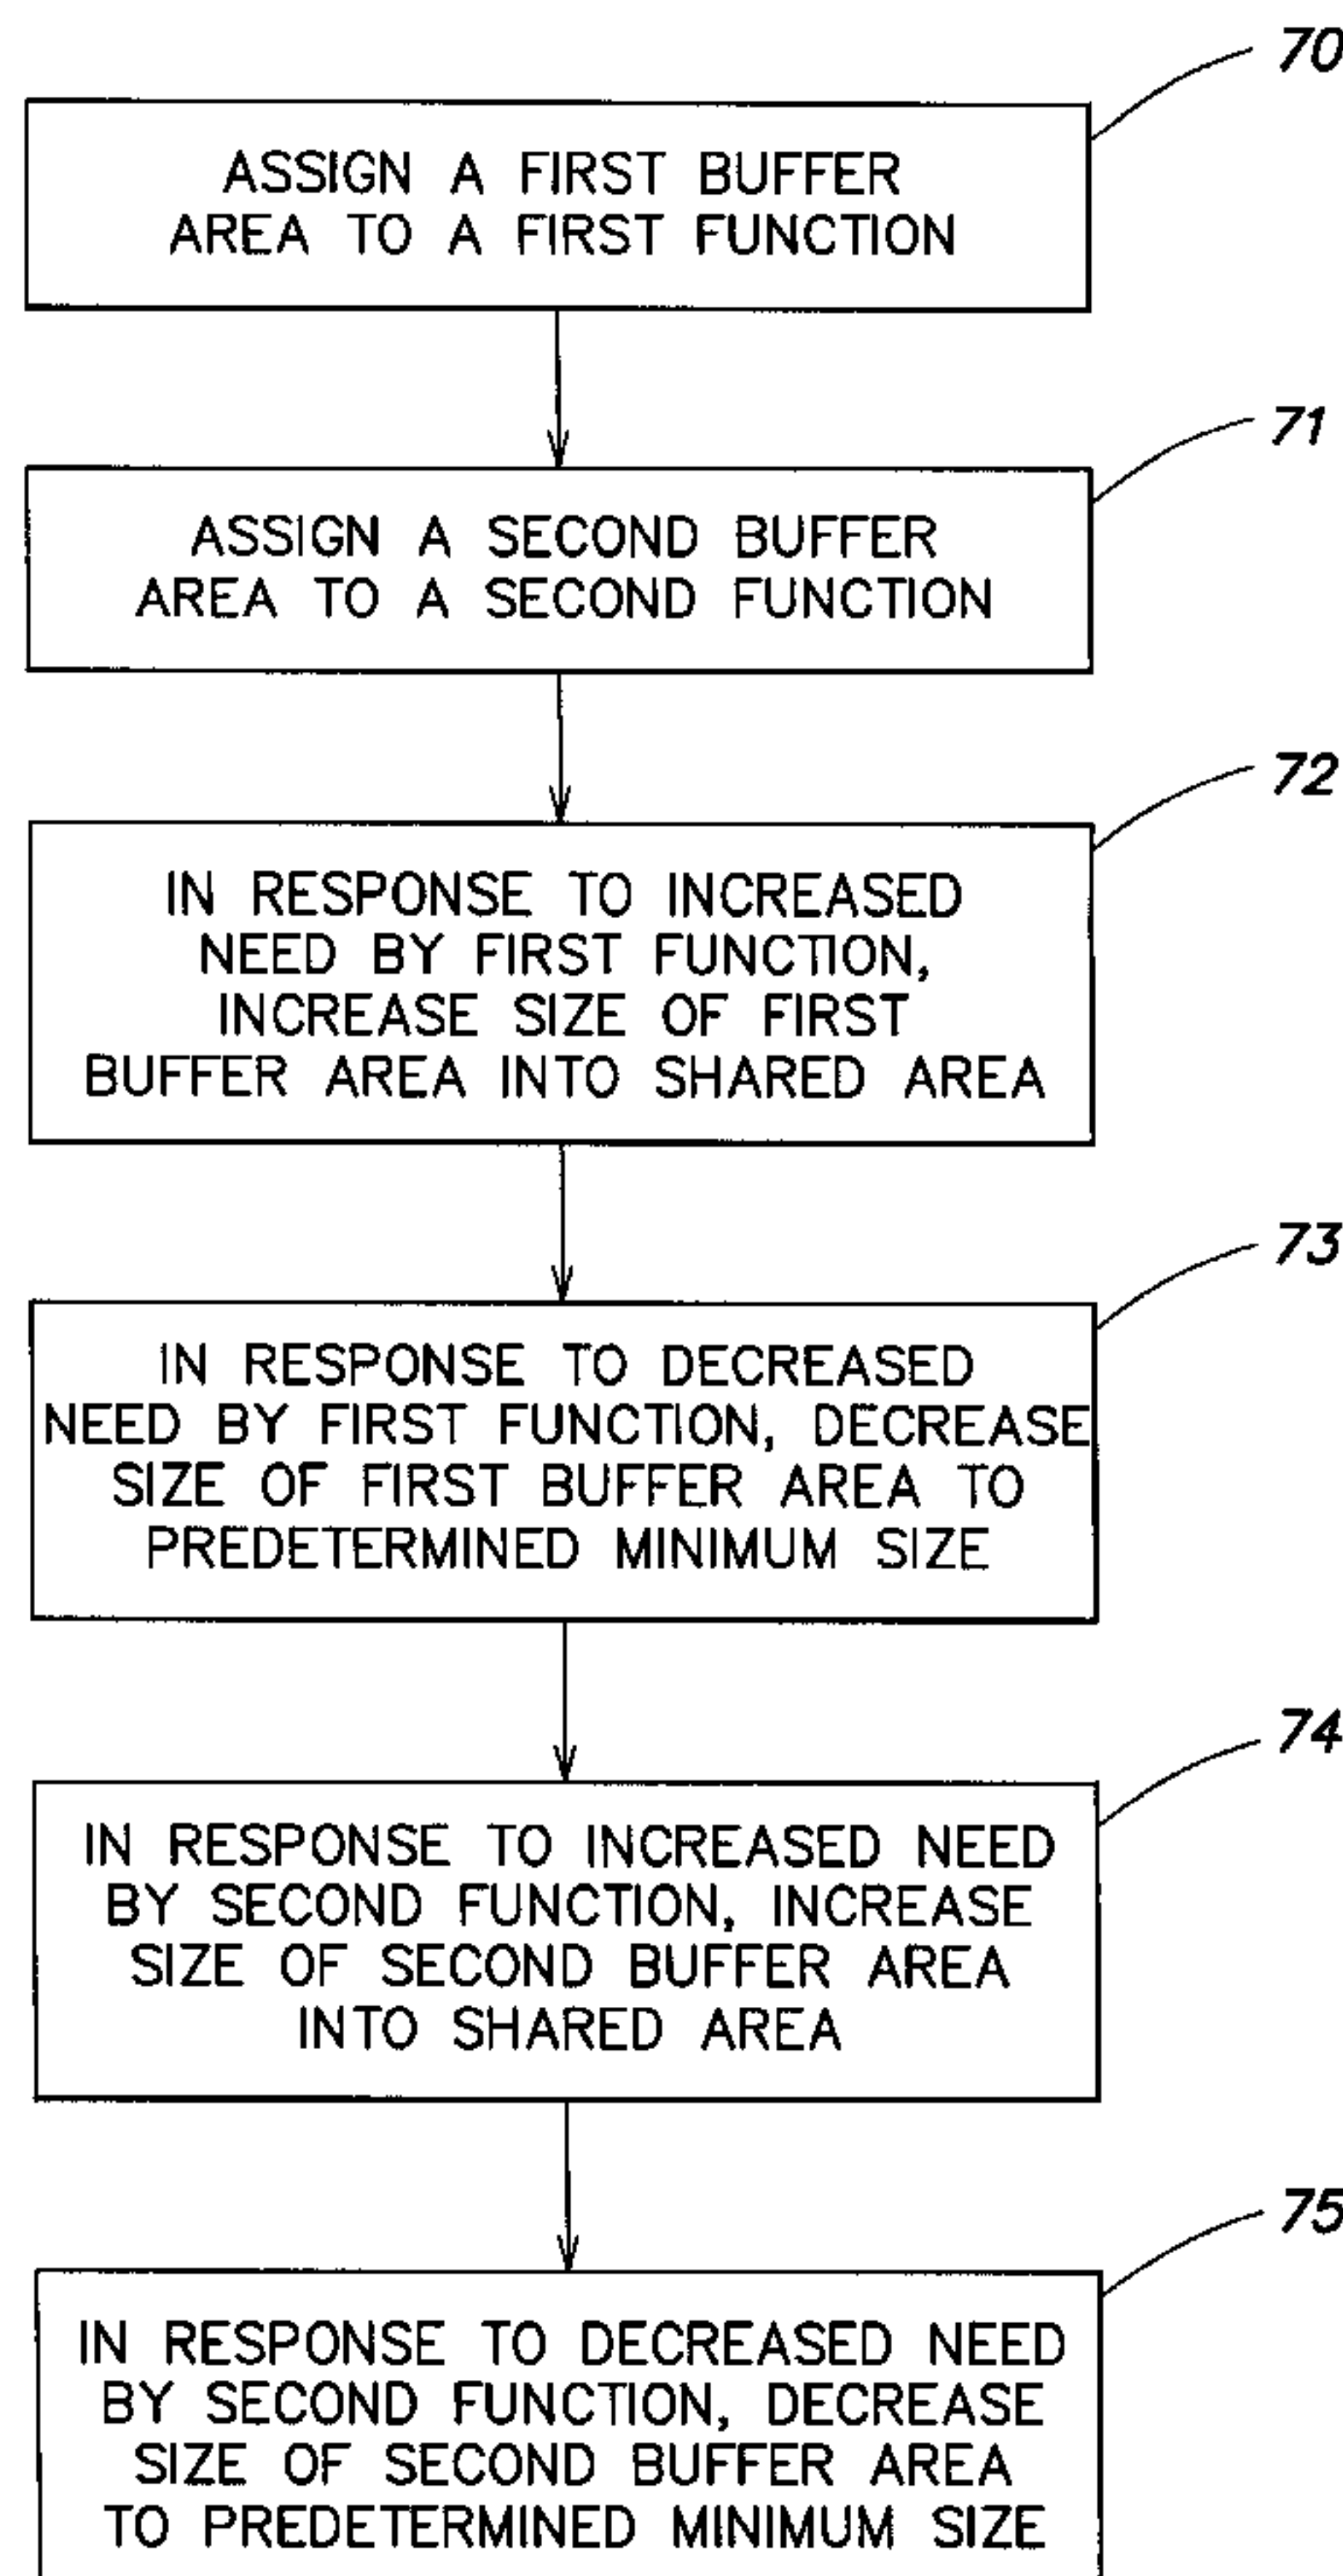 70
ASSIGN A FIRST BUFFER
AREA TO A FIRST FUNCTION
71
ASSIGN A SECOND BUFFER
AREA TO A SECOND FUNCTION
72
IN RESPONSE TO INCREASED
NEED BY FIRST FUNCTION,
INCREASE SIZE OF FIRST
BUFFER AREA INTO SHARED AREA
73
IN RESPONSE TO DECREASED
NEED BY FIRST FUNCTION, DECREASE
SIZE OF FIRST BUFFER AREA TO
PREDETERMINED MINIMUM SIZE
74
IN RESPONSE TO INCREASED NEED
BY SECOND FUNCTION, INCREASE
SIZE OF SECOND BUFFER AREA
INTO SHARED AREA
75
IN RESPONSE TO DECREASED NEED
BY SECOND FUNCTION, DECREASE
SIZE OF SECOND BUFFER AREA
TO PREDETERMINED MINIMUM SIZE